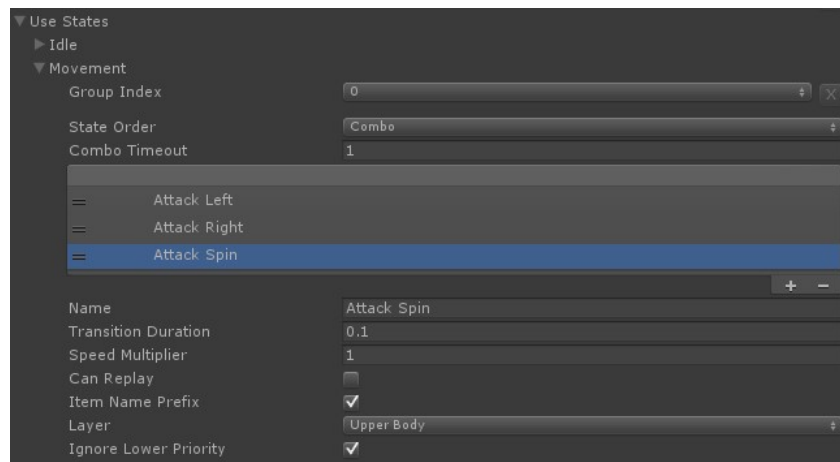 Use States
Idle
Movement
Group Index 0 X
State Order Combo
Combo Timeout 1
Attack Left
Attack Right
Attack Spin
+ −
Name Attack Spin
Transition Duration 0.1
Speed Multiplier 1
Can Replay
Item Name Prefix
Layer Upper Body
Ignore Lower Priority